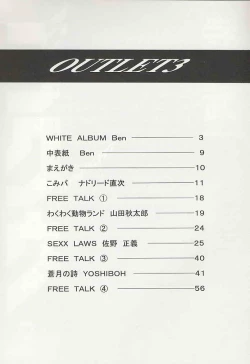 OUTLET3
WHITE ALBUM Ben ―――― 3
中表紙 Ben ―――― 9
まえがき ―――― 10
こみパ ナドリード直次 ―――― 11
FREE TALK ① ―――― 18
わくわく動物ランド 山田秋太郎 ―――― 19
FREE TALK ② ―――― 24
SEXX LAWS 佐野 正義 ―――― 25
FREE TALK ③ ―――― 40
蒼月の詩 YOSHIBOH ―――― 41
FREE TALK ④ ―――― 56